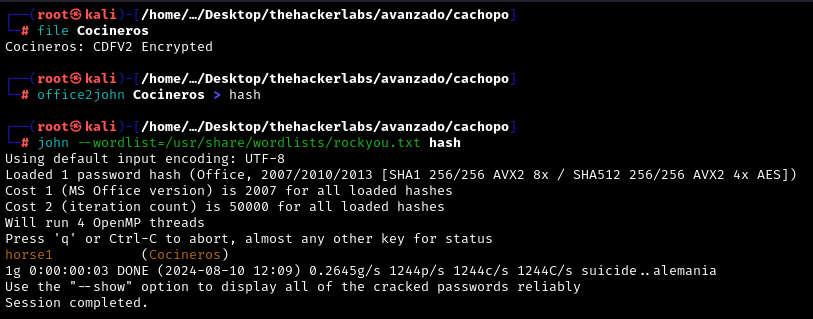 ┌──(root㉿kali)-[/home/…/Desktop/thehackerlabs/avanzado/cachopo]
└─# file Cocineros
Cocineros: CDFV2 Encrypted
┌──(root㉿kali)-[/home/…/Desktop/thehackerlabs/avanzado/cachopo]
└─# office2john Cocineros > hash
┌──(root㉿kali)-[/home/…/Desktop/thehackerlabs/avanzado/cachopo]
└─# john --wordlist=/usr/share/wordlists/rockyou.txt hash
Using default input encoding: UTF-8
Loaded 1 password hash (Office, 2007/2010/2013 [SHA1 256/256 AVX2 8x / SHA512 256/256 AVX2 4x AES])
Cost 1 (MS Office version) is 2007 for all loaded hashes
Cost 2 (iteration count) is 50000 for all loaded hashes
Will run 4 OpenMP threads
Press 'q' or Ctrl-C to abort, almost any other key for status
horse1           (Cocineros)
1g 0:00:00:03 DONE (2024-08-10 12:09) 0.2645g/s 1244p/s 1244c/s 1244C/s suicide..alemania
Use the "--show" option to display all of the cracked passwords reliably
Session completed.